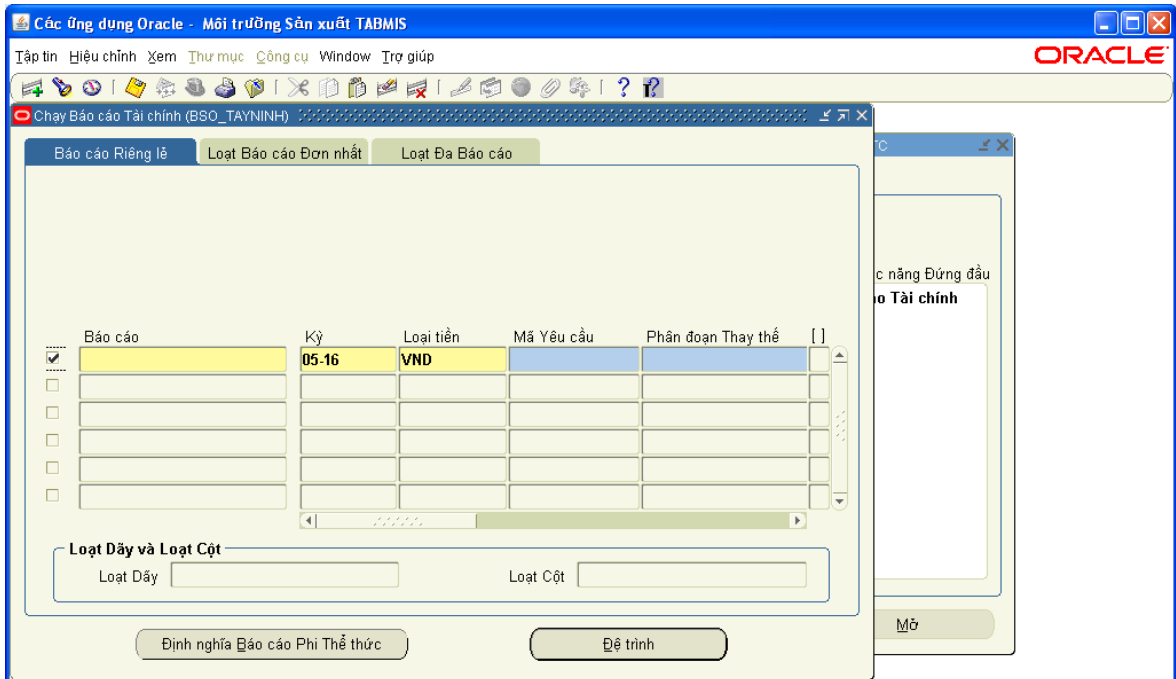 Các Ứng dụng Oracle - Môi trường Sản xuất TABMIS
Tập tin Hiệu chỉnh Xem Thư mục Công cụ Window Trợ giúp
ORACLE
Chạy Báo cáo Tài chính (BSO_TAYNINH)
TC
Báo cáo Riêng lẻ Loạt Báo cáo Đơn nhất Loạt Đa Báo cáo
c năng Đứng đầu
o Tài chính
Báo cáo Kỳ Loại tiền Mã Yêu cầu Phân đoạn Thay thế [ ]
05-16 VND
Loạt Dãy và Loạt Cột
Loạt Dãy Loạt Cột
Mở
Định nghĩa Báo cáo Phi Thể thức Đệ trình